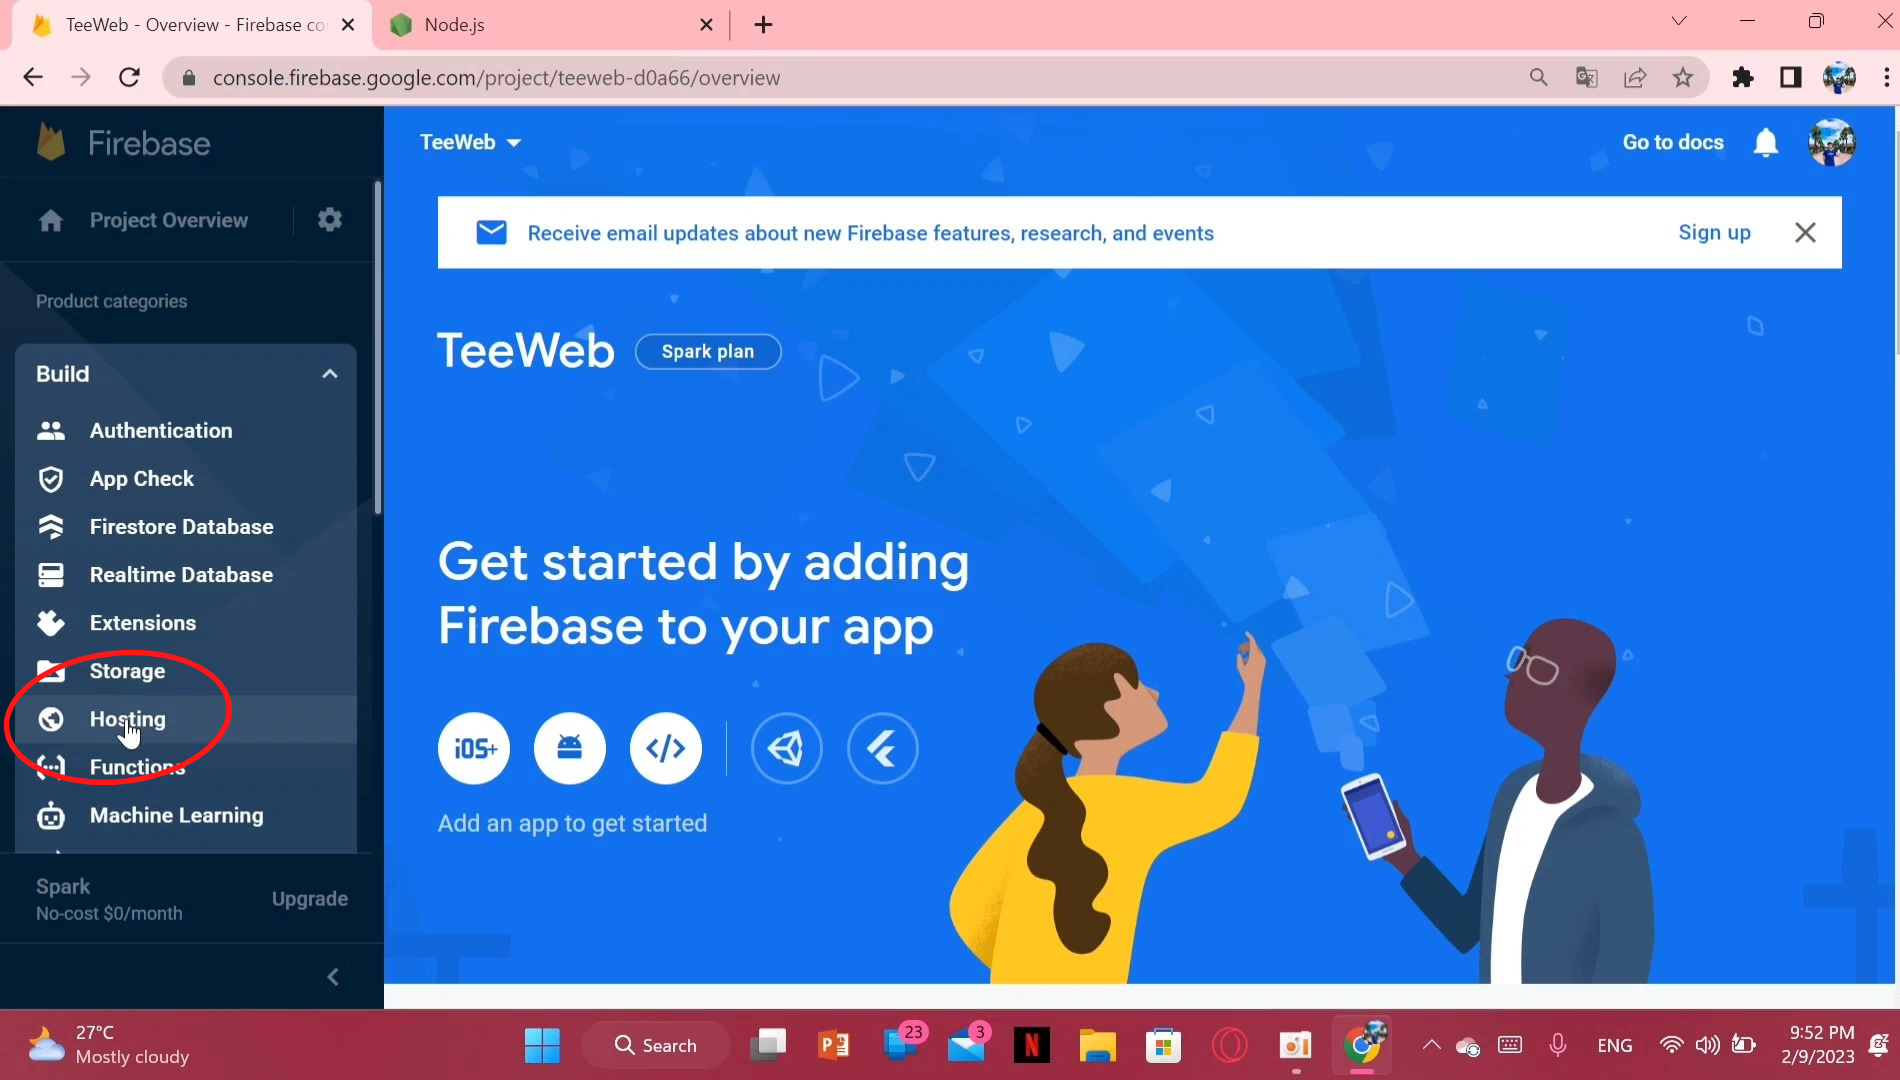 TeeWeb - Overview - Firebase co
Node.js
console.firebase.google.com/project/teeweb-d0a66/overview
Firebase
TeeWeb
Go to docs
Project Overview
Receive email updates about new Firebase features, research, and events
Sign up
Product categories
TeeWeb
Spark plan
Build
Authentication
App Check
Firestore Database
Realtime Database
Extensions
Storage
Hosting
Functions
Machine Learning
Get started by adding
Firebase to your app
iOS+
Add an app to get started
Spark
No-cost $0/month
Upgrade
27°C
Mostly cloudy
Search
23
3
ENG
9:52 PM
2/9/2023